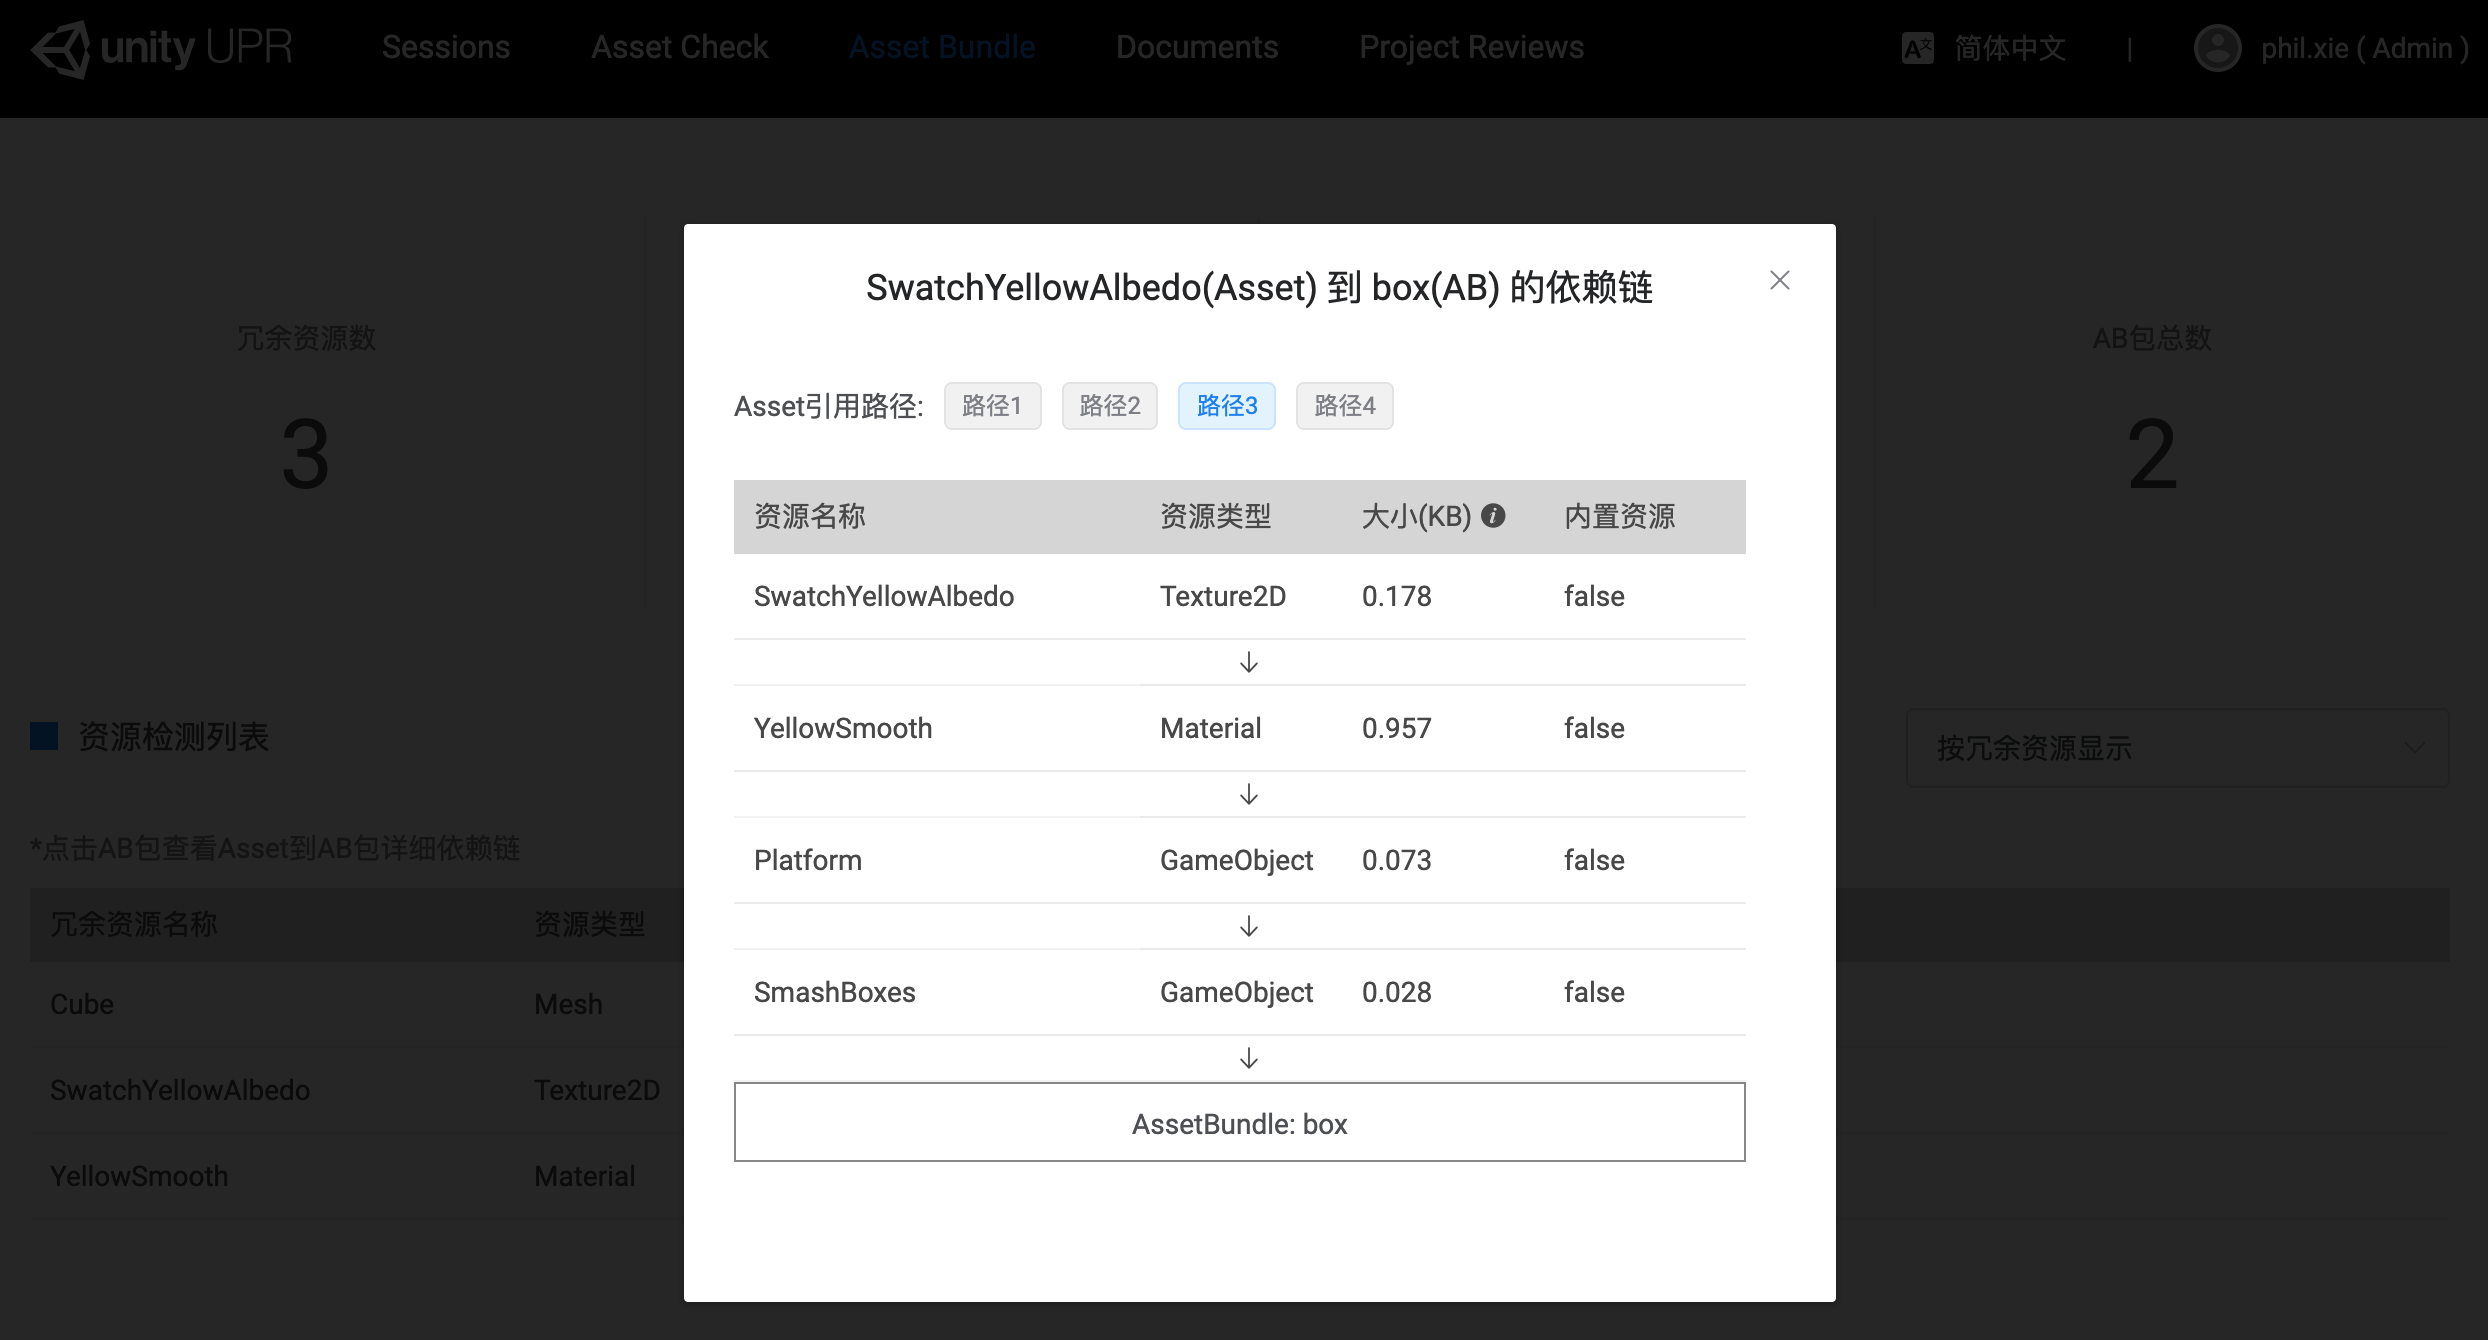 unity UPR Sessions Asset Check Asset Bundle Documents Project Reviews 简体中文 | phil.xie ( Admin )
冗余资源数
3
AB包总数
2
资源检测列表
按冗余资源显示
*点击AB包查看Asset到AB包详细依赖链
冗余资源名称 资源类型
Cube Mesh
SwatchYellowAlbedo Texture2D
YellowSmooth Material
SwatchYellowAlbedo(Asset) 到 box(AB) 的依赖链
Asset引用路径: 路径1 路径2 路径3 路径4
资源名称 资源类型 大小(KB) 内置资源
SwatchYellowAlbedo Texture2D 0.178 false
↓
YellowSmooth Material 0.957 false
↓
Platform GameObject 0.073 false
↓
SmashBoxes GameObject 0.028 false
↓
AssetBundle: box